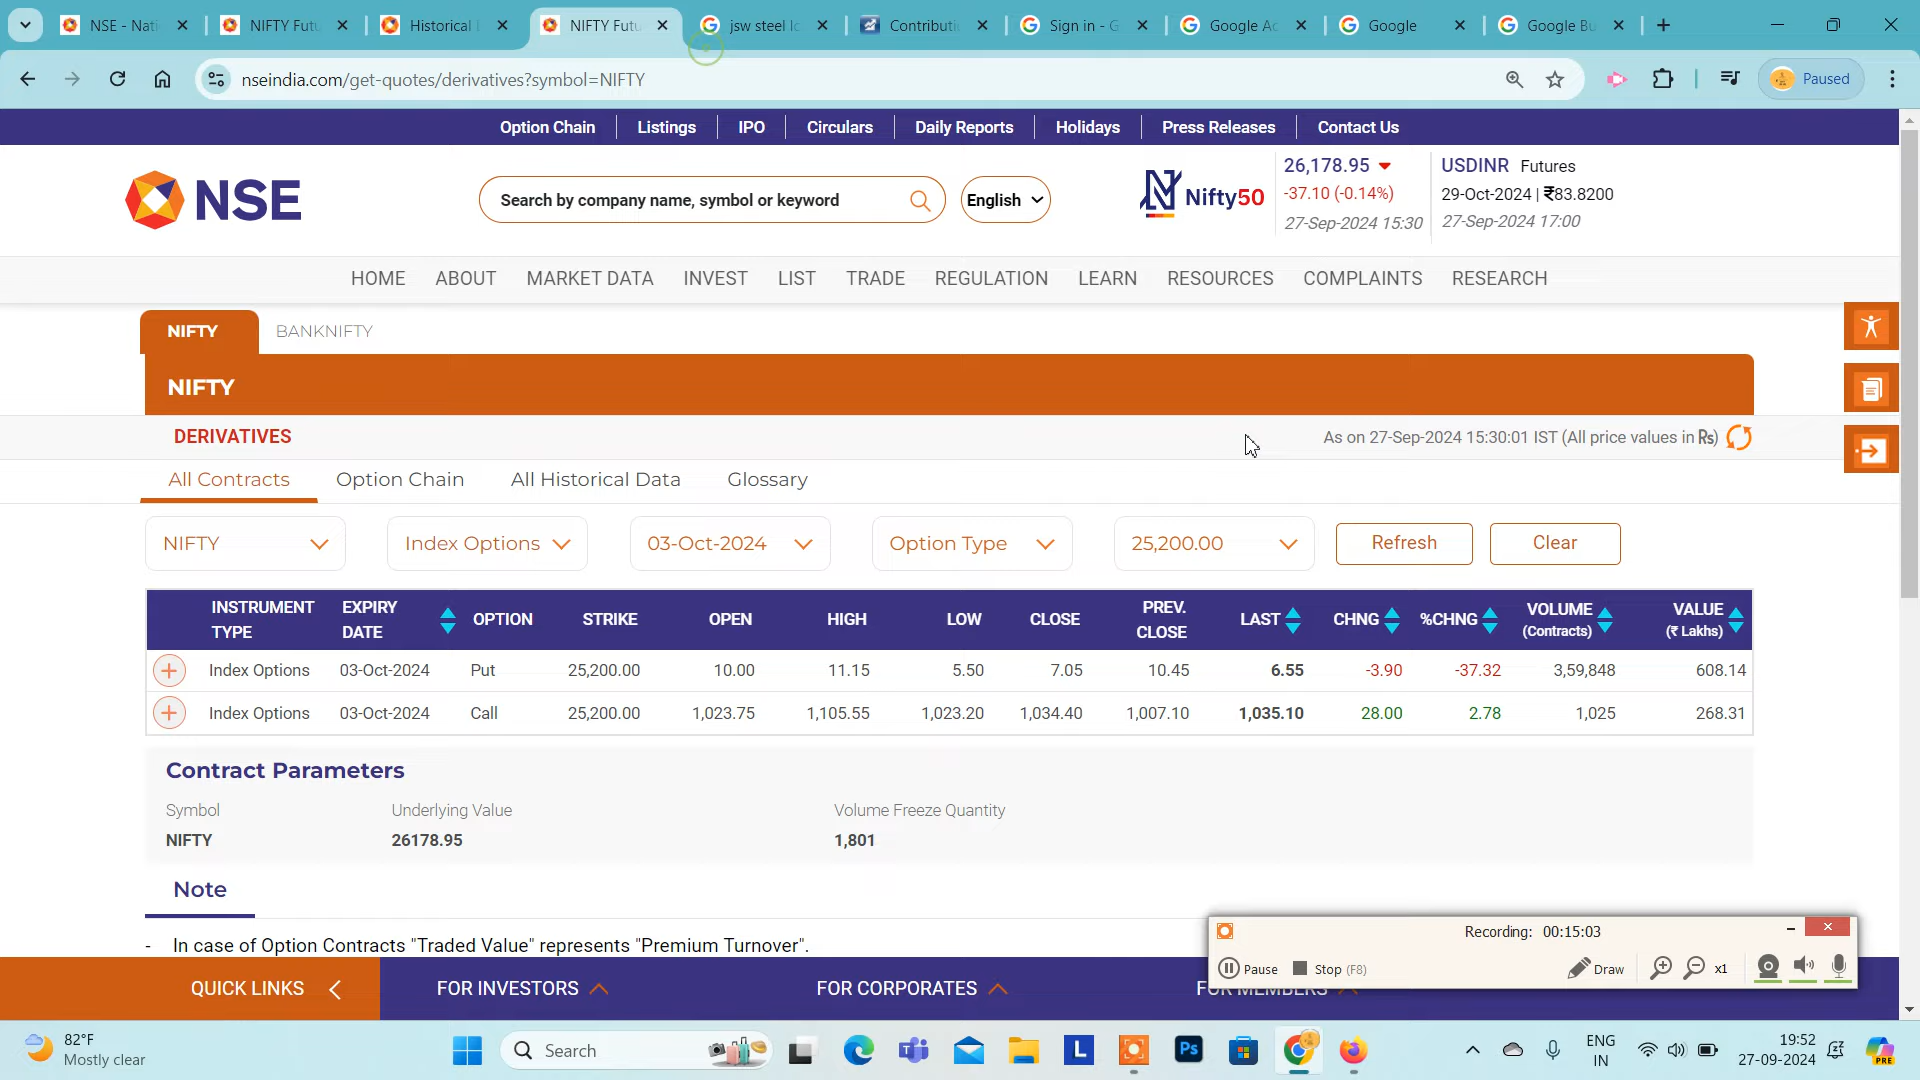 NSE - Nati
NIFTY Futu
Historical
NIFTY Futu
jsw steel lo
Contributi
Sign in - G
Google Ac
Google
Google Bu
nseindia.com/get-quotes/derivatives?symbol=NIFTY
Paused
Option Chain
Listings
IPO
Circulars
Daily Reports
Holidays
Press Releases
Contact Us
NSE
Search by company name, symbol or keyword
English
Nifty50
26,178.95
-37.10 (-0.14%)
27-Sep-2024 15:30
USDINR Futures
29-Oct-2024 | ₹83.8200
27-Sep-2024 17:00
HOME ABOUT MARKET DATA INVEST LIST TRADE REGULATION LEARN RESOURCES COMPLAINTS RESEARCH
NIFTY BANKNIFTY
NIFTY
DERIVATIVES
As on 27-Sep-2024 15:30:01 IST (All price values in Rs)
All Contracts Option Chain All Historical Data Glossary
NIFTY Index Options 03-Oct-2024 Option Type 25,200.00 Refresh Clear
INSTRUMENT TYPE EXPIRY DATE OPTION STRIKE OPEN HIGH LOW CLOSE PREV. CLOSE LAST CHNG %CHNG VOLUME (Contracts) VALUE (₹ Lakhs)
Index Options 03-Oct-2024 Put 25,200.00 10.00 11.15 5.50 7.05 10.45 6.55 -3.90 -37.32 3,59,848 608.14
Index Options 03-Oct-2024 Call 25,200.00 1,023.75 1,105.55 1,023.20 1,034.40 1,007.10 1,035.10 28.00 2.78 1,025 268.31
Contract Parameters
Symbol Underlying Value Volume Freeze Quantity
NIFTY 26178.95 1,801
Note
- In case of Option Contracts "Traded Value" represents "Premium Turnover".
Recording: 00:15:03
Pause Stop (F8) Draw x1
QUICK LINKS FOR INVESTORS FOR CORPORATES FOR MEMBERS
82°F
Mostly clear
Search
L
Ps
PRE
ENG
IN
19:52
27-09-2024